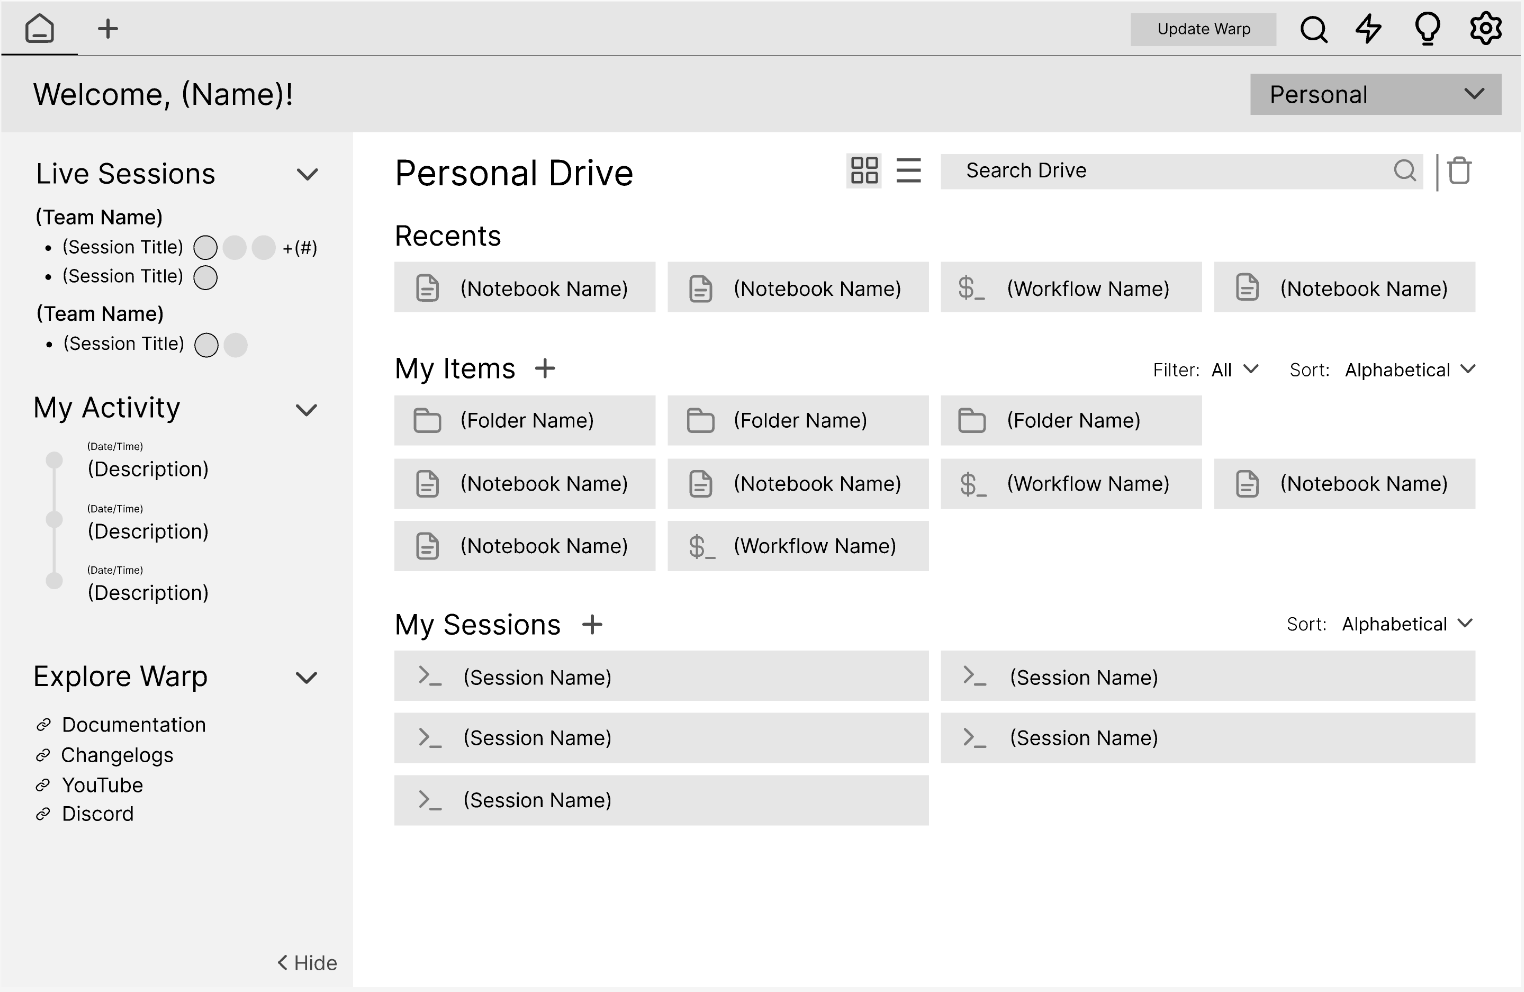 Update Warp
Welcome, (Name)!
Personal
Live Sessions
(Team Name)
• (Session Title) +(#)
• (Session Title)
(Team Name)
• (Session Title)
My Activity
(Date/Time)
(Description)
(Date/Time)
(Description)
(Date/Time)
(Description)
Explore Warp
Documentation
Changelogs
YouTube
Discord
Hide
Personal Drive
Search Drive
Recents
(Notebook Name) (Notebook Name) $_ (Workflow Name) (Notebook Name)
My Items + Filter: All Sort: Alphabetical
(Folder Name) (Folder Name) (Folder Name)
(Notebook Name) (Notebook Name) $_ (Workflow Name) (Notebook Name)
(Notebook Name) $_ (Workflow Name)
My Sessions + Sort: Alphabetical
>_ (Session Name) >_ (Session Name)
>_ (Session Name) >_ (Session Name)
>_ (Session Name)